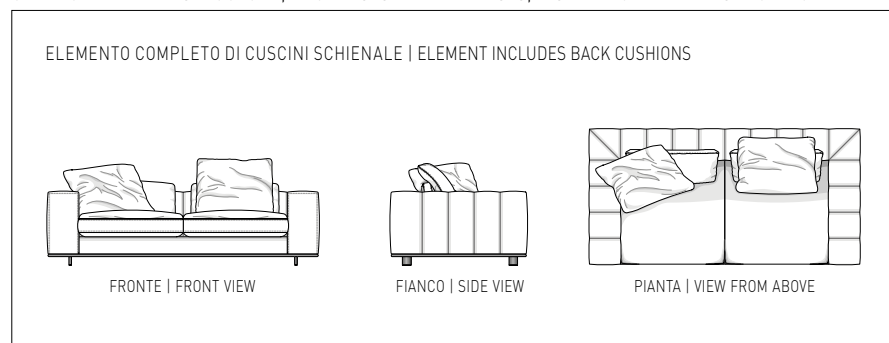 ELEMENTO COMPLETO DI CUSCINI SCHIENALE | ELEMENT INCLUDES BACK CUSHIONS
FRONTE | FRONT VIEW
FIANCO | SIDE VIEW
PIANTA | VIEW FROM ABOVE